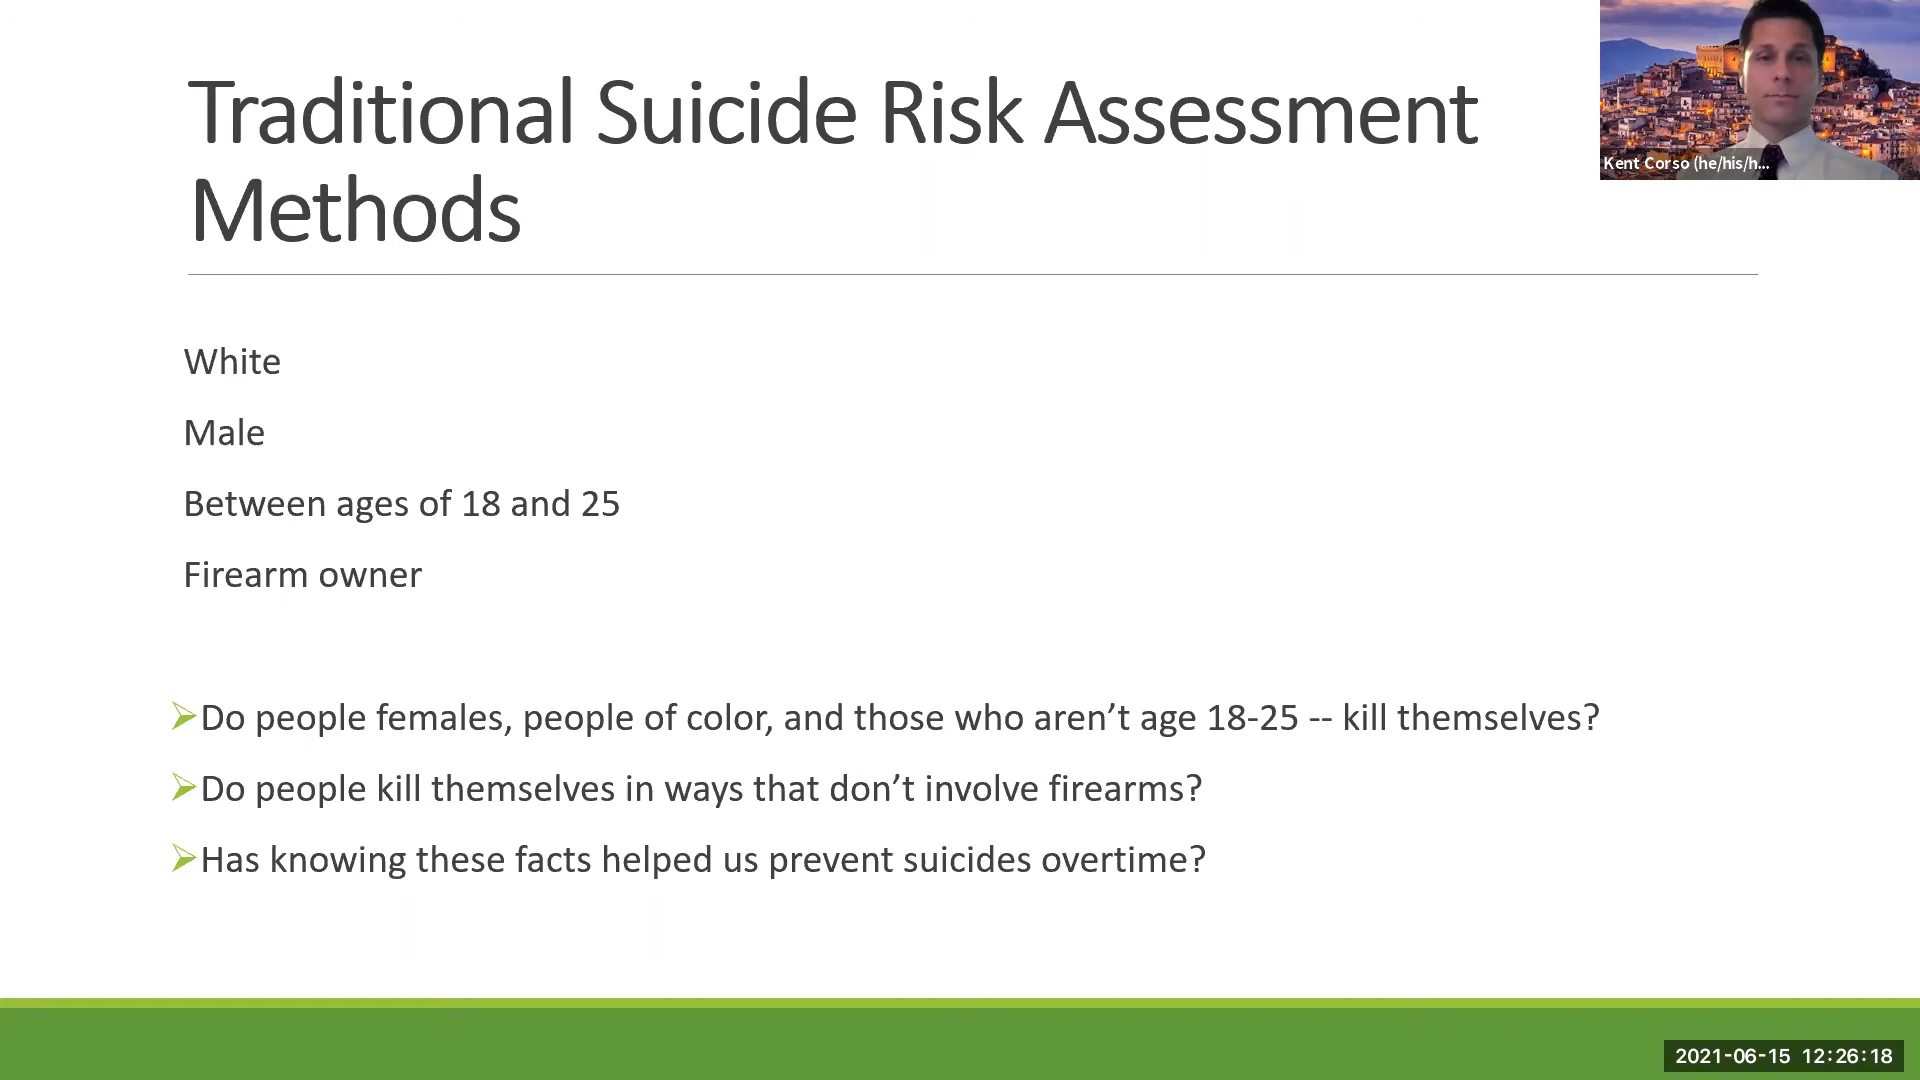 Traditional Suicide Risk Assessment
Methods
Kent Corso (he/his/h...
White
Male
Between ages of 18 and 25
Firearm owner
Do people females, people of color, and those who aren’t age 18-25 -- kill themselves?
Do people kill themselves in ways that don’t involve firearms?
Has knowing these facts helped us prevent suicides overtime?
2021-06-15 12:26:18